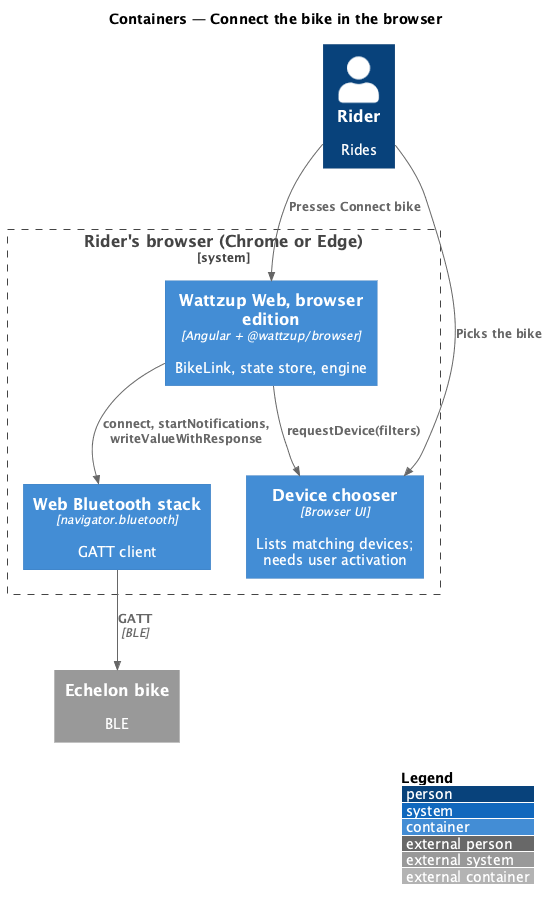 Containers — Connect the bike in the browser
Rider
Rides
Presses Connect bike
Rider's browser (Chrome or Edge)
[system]
Wattzup Web, browser
edition
[Angular + @wattzup/browser]
BikeLink, state store, engine
Picks the bike
connect, startNotifications,
writeValueWithResponse
requestDevice(filters)
Web Bluetooth stack
[navigator.bluetooth]
GATT client
Device chooser
[Browser UI]
Lists matching devices;
needs user activation
GATT
[BLE]
Echelon bike
BLE
Legend
person
system
container
external person
external system
external container